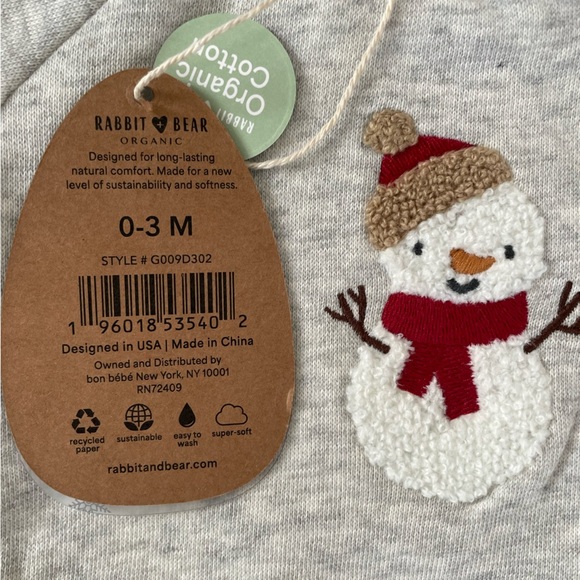 RABBIT
Organic
Cotton
RABBIT BEAR
ORGANIC
Designed for long-lasting
natural comfort. Made for a new
level of sustainability and softness.
0-3 M
STYLE # G009D302
1 96018 53540 2
Designed in USA | Made in China
Owned and Distributed by
bon bébé New York, NY 10001
RN72409
recycled
paper
sustainable
easy to
wash
super-soft
rabbitandbear.com